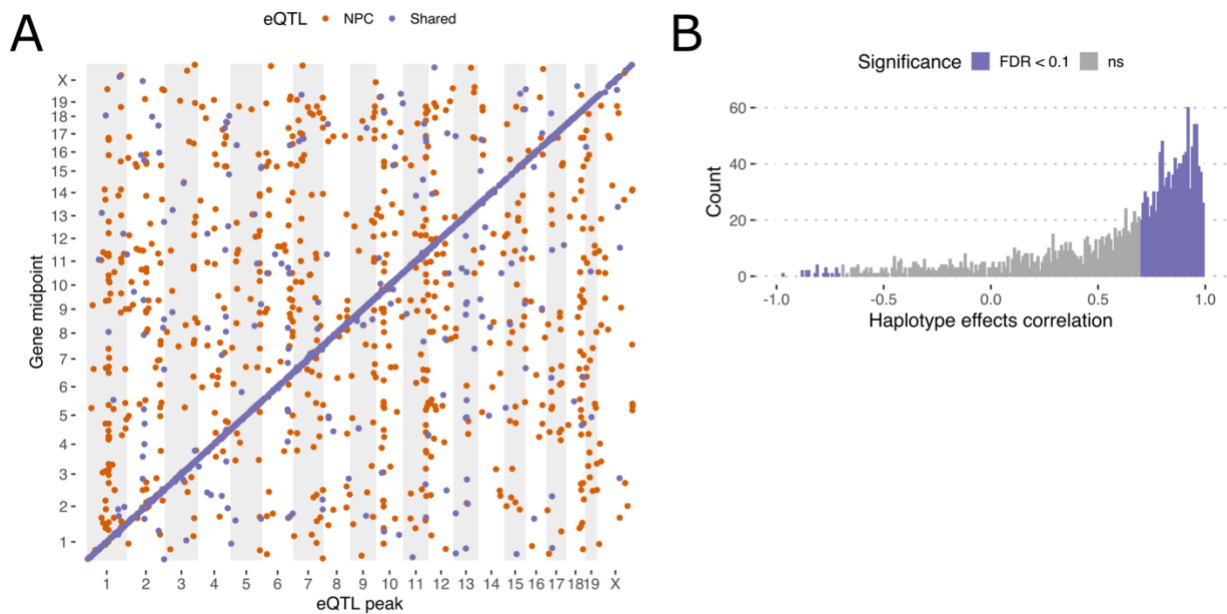 A
eQTL NPC Shared
X
19
18
17
16
15
14
13
12
11
10
9
8
7
6
5
4
3
2
1
Gene midpoint
1 2 3 4 5 6 7 8 9 10 11 12 13 14 15 16 17 18 19 X
eQTL peak
B
Significance FDR < 0.1 ns
60
40
20
0
Count
-1.0 -0.5 0.0 0.5 1.0
Haplotype effects correlation